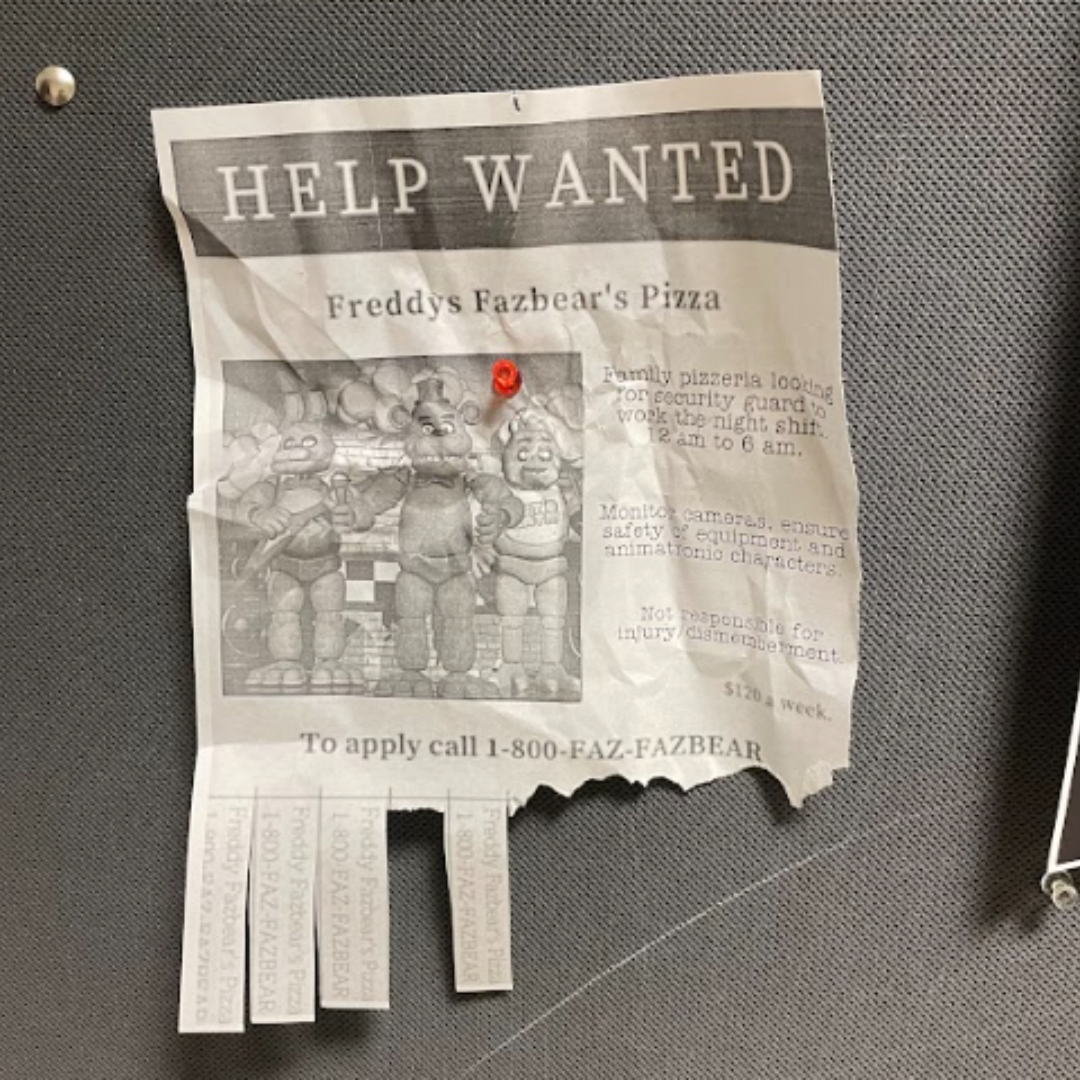 HELP WANTED
Freddys Fazbear's Pizza
Family pizzeria looking
for security guard to
work the night shift.
12 am to 6 am.
Monitor cameras, ensure
safety of equipment and
animatronic characters.
Not responsible for
injury/dismemberment.
$120 a week.
To apply call 1-800-FAZ-FAZBEAR
Freddy Fazbear's Pizza
1-800-FAZ-FAZBEAR
Freddy Fazbear's Pizza
1-800-FAZ-FAZBEAR
Freddy Fazbear's Pizza
1-800-FAZ-FAZBEAR
Freddy Fazbear's Pizza
1-800-FAZ-FAZBEAR